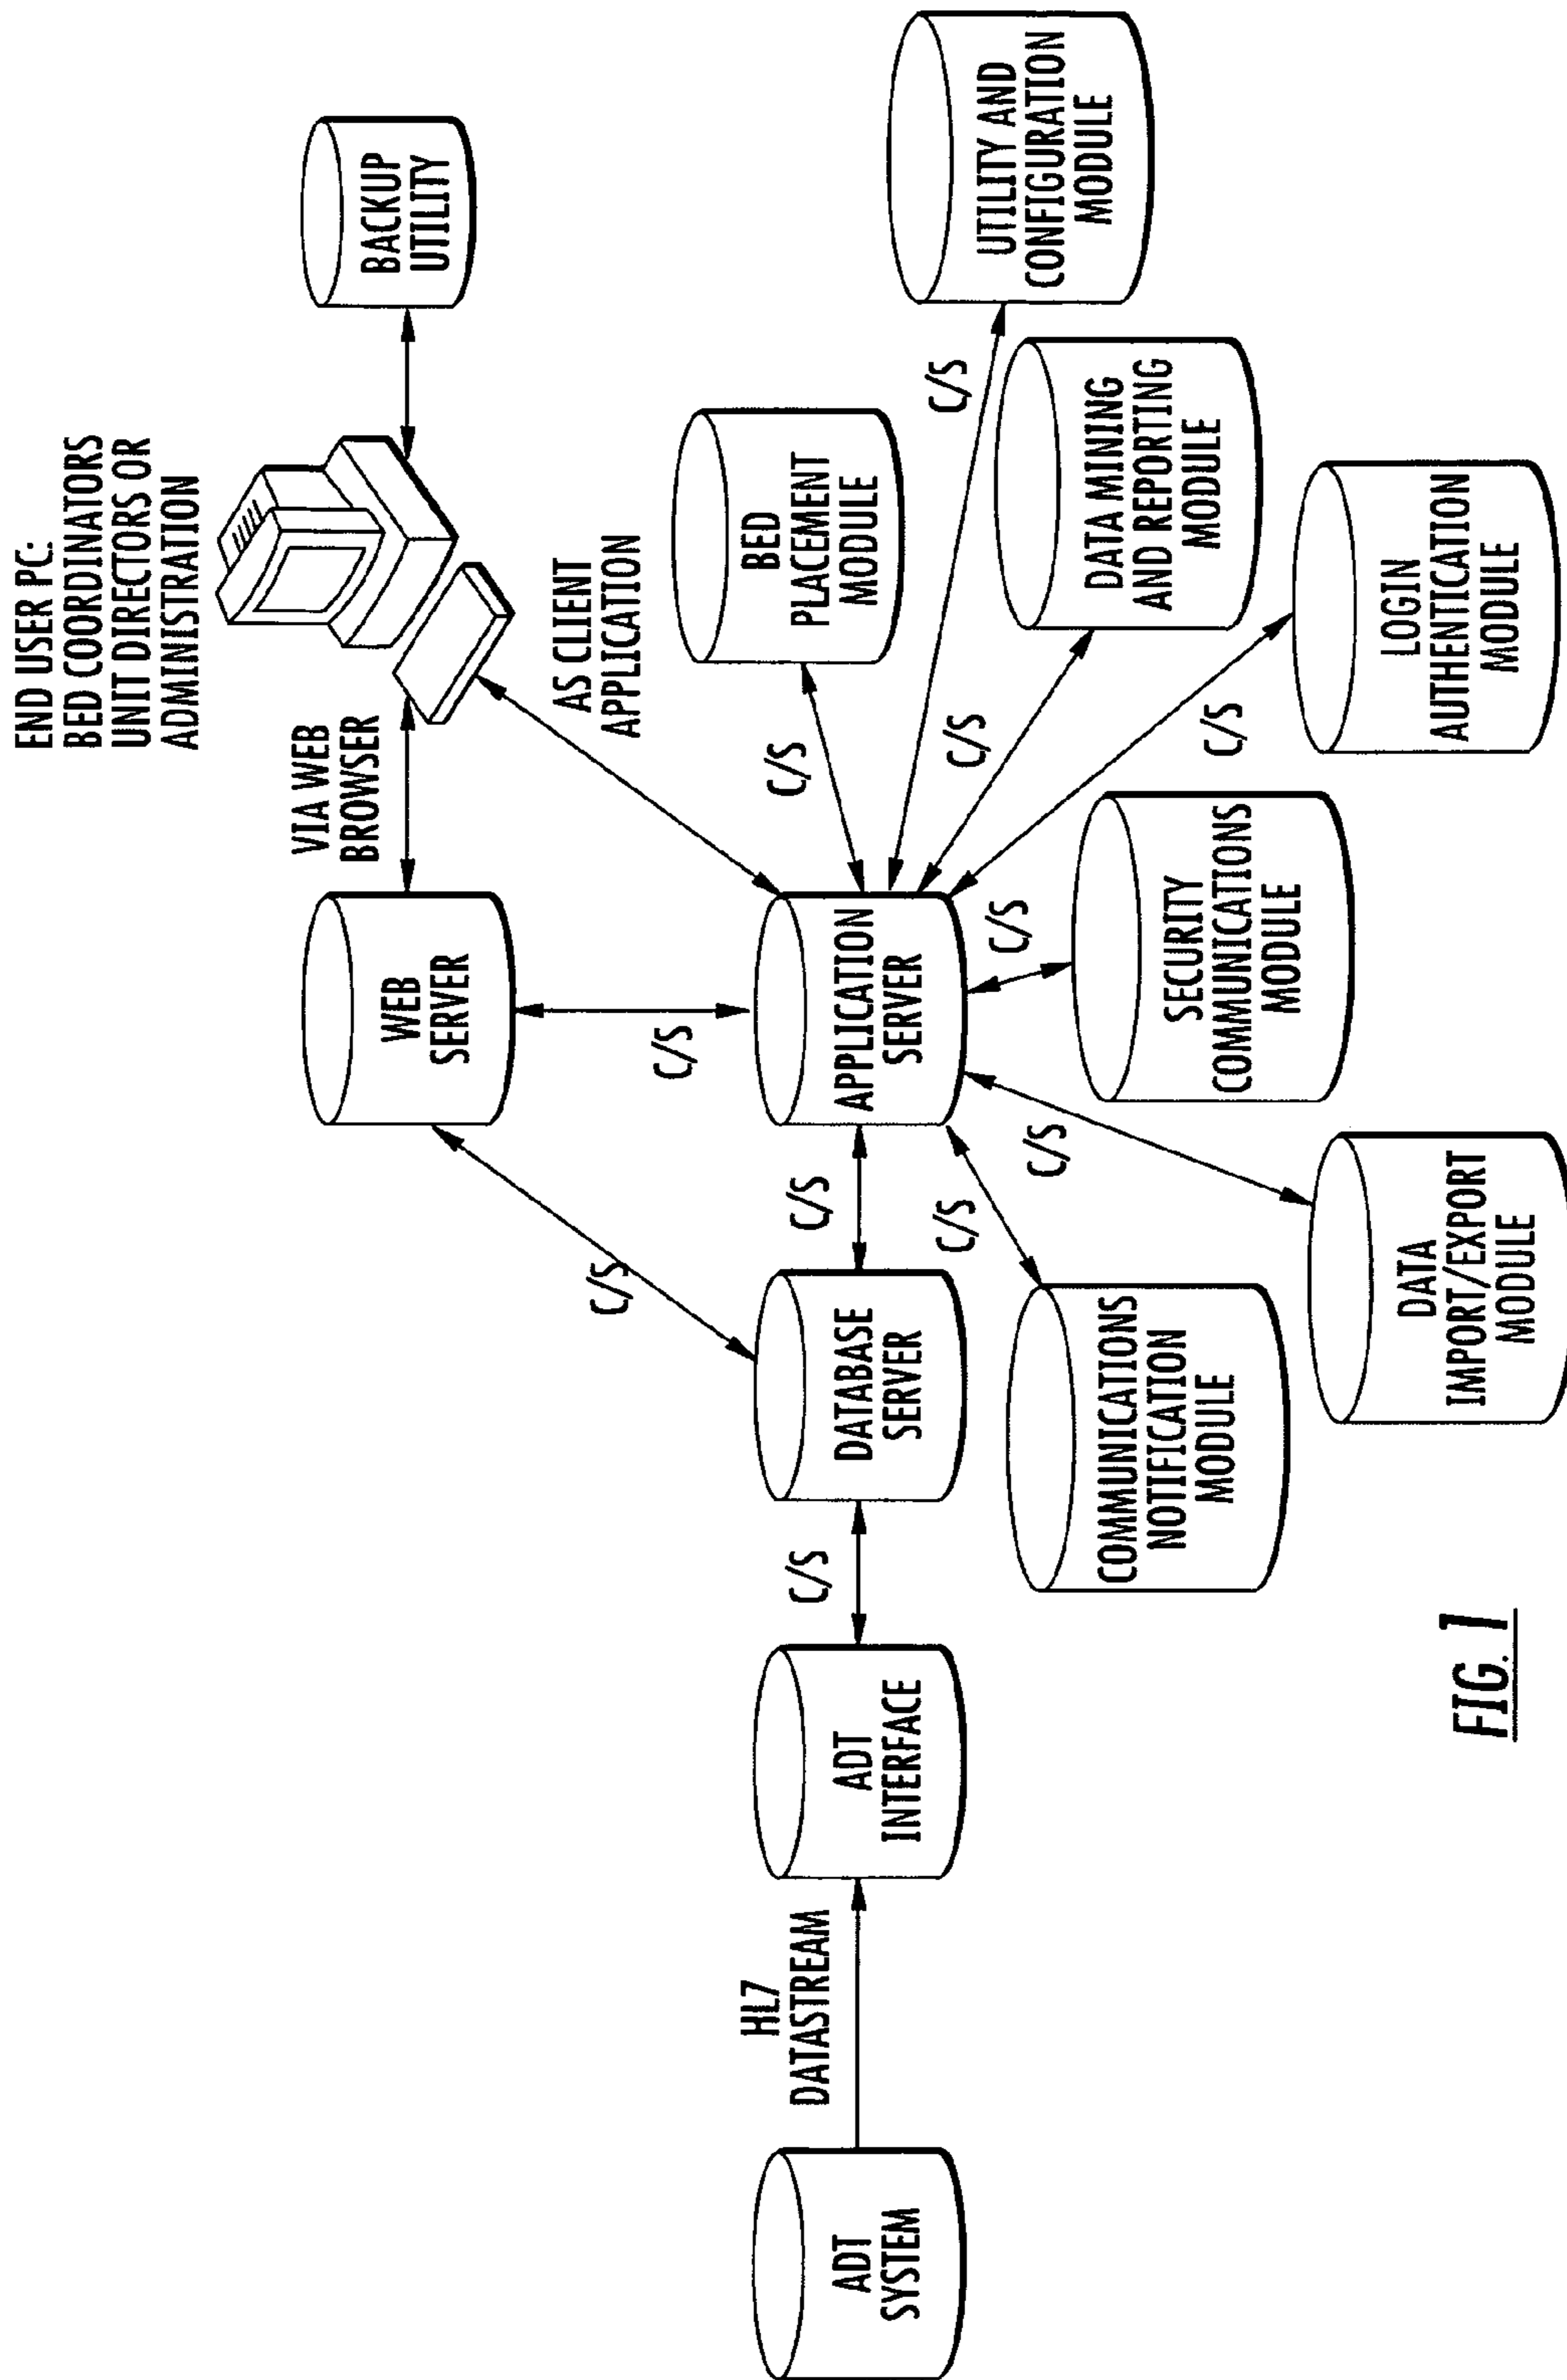 END USER PC:
BED COORDINATORS
UNIT DIRECTORS OR
ADMINISTRATION
BACKUP
UTILITY
VIA WEB
BROWSER
WEB
SERVER
AS CLIENT
APPLICATION
C/S
C/S
HL7
DATASTREAM
ADT
SYSTEM
ADT
INTERFACE
C/S
DATABASE
SERVER
C/S
APPLICATION
SERVER
C/S
BED
PLACEMENT
MODULE
C/S
UTILITY AND
CONFIGURATION
MODULE
C/S
DATA MINING
AND REPORTING
MODULE
C/S
LOGIN
AUTHENTICATION
MODULE
C/S
SECURITY
COMMUNICATIONS
MODULE
C/S
DATA
IMPORT/EXPORT
MODULE
C/S
COMMUNICATIONS
NOTIFICATION
MODULE
FIG. 1